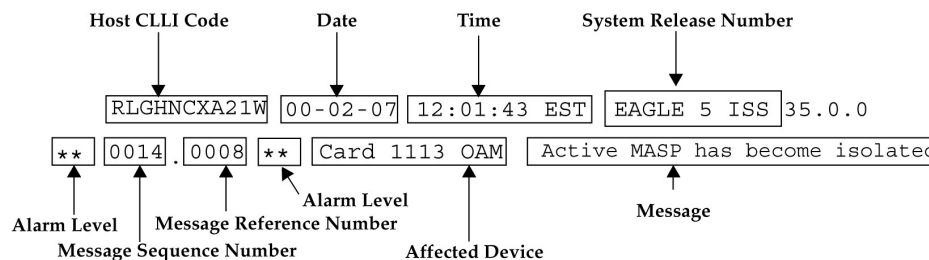 Host CLLI Code Date Time System Release Number
RLGHNCXA21W 00-02-07 12:01:43 EST EAGLE 5 ISS 35.0.0
** 0014.0008 ** Card 1113 OAM Active MASP has become isolated
Alarm Level Message Sequence Number Message Reference Number Alarm Level Affected Device Message